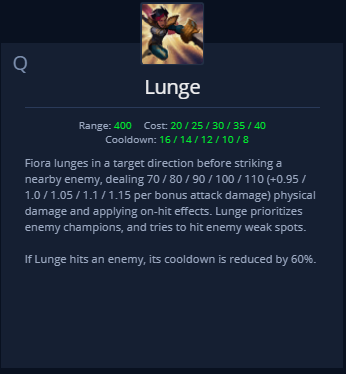 Q
Lunge
Range: 400 Cost: 20 / 25 / 30 / 35 / 40
Cooldown: 16 / 14 / 12 / 10 / 8
Fiora lunges in a target direction before striking a
nearby enemy, dealing 70 / 80 / 90 / 100 / 110 (+0.95 /
1.0 / 1.05 / 1.1 / 1.15 per bonus attack damage) physical
damage and applying on-hit effects. Lunge prioritizes
enemy champions, and tries to hit enemy weak spots.
If Lunge hits an enemy, its cooldown is reduced by 60%.